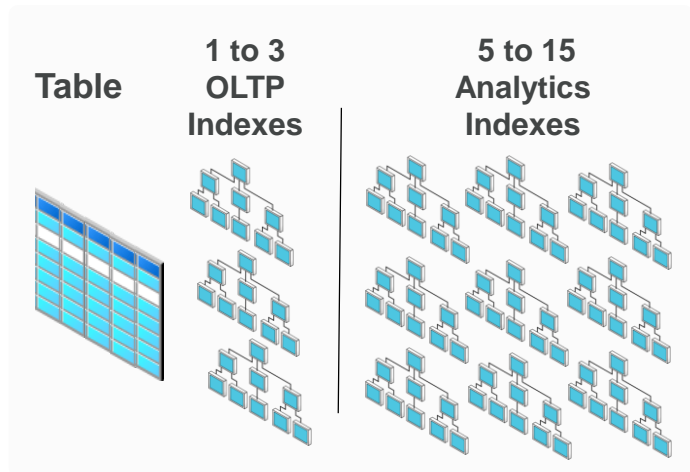 Table
1 to 3
OLTP
Indexes
5 to 15
Analytics
Indexes